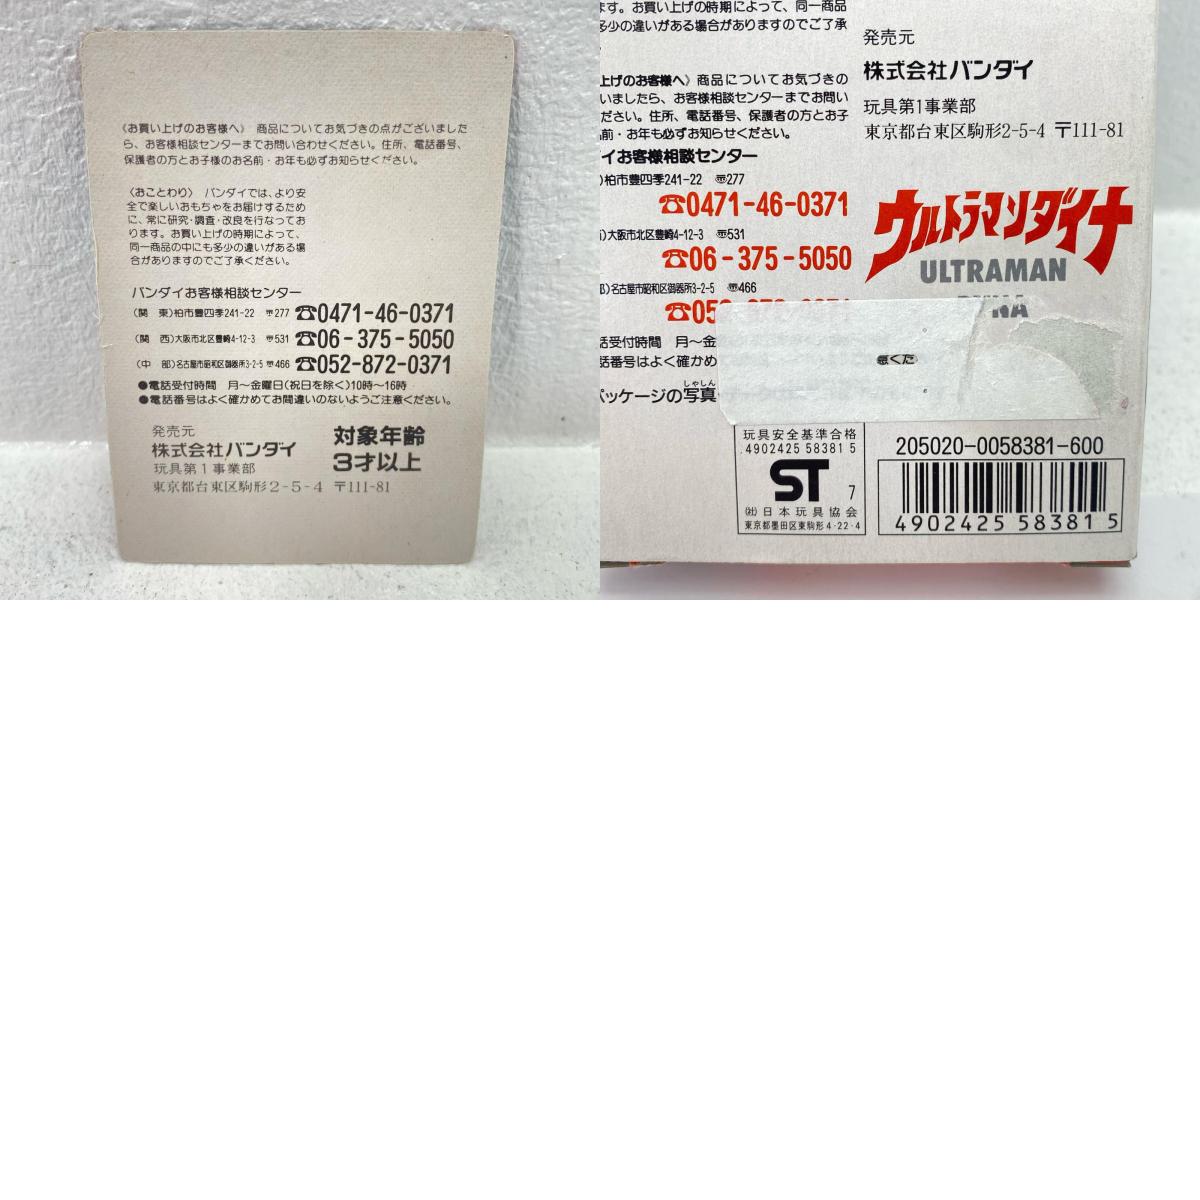 《お買い上げのお客様へ》 商品についてお気づきの点がございました
ら、お客様相談センターまでお問い合わせください。住所、電話番号、
保護者の方とお子様のお名前・お年も必ずお知らせください。
〈おことわり〉 バンダイでは、より安
全で楽しいおもちゃをお届けするため
に、常に研究・調査・改良を行なってお
ります。お買い上げの時期によって、
同一商品の中にも多少の違いがある場
合がありますのでご了承ください。
バンダイお客様相談センター
(関 東)柏市豊四季241-22 〠277 ☎0471-46-0371
(関 西)大阪市北区豊崎4-12-3 〠531 ☎06-375-5050
(中 部)名古屋市昭和区御器所3-2-5 〠466 ☎052-872-0371
●電話受付時間 月〜金曜日(祝日を除く)10時〜16時
●電話番号はよく確かめてお間違いのないようご注意ください。
発売元
株式会社バンダイ
玩具第1事業部
東京都台東区駒形2-5-4 〒111-81
対象年齢
3才以上
ます。お買い上げの時期によって、同一商品
多少の違いがある場合がありますのでご了承
上げのお客様へ》商品についてお気づきの
いましたら、お客様相談センターまでお問い
ださい。住所、電話番号、保護者の方とお子
名前・お年も必ずお知らせください。
イお客様相談センター
)柏市豊四季241-22 〠277
☎0471-46-0371
)大阪市北区豊崎4-12-3 〠531
☎06-375-5050
)名古屋市昭和区御器所3-2-5 〠466
☎05
話受付時間 月〜金
話番号はよく確かめ
パッケージの写真
しゃしん
くた
発売元
株式会社バンダイ
玩具第1事業部
東京都台東区駒形2-5-4 〒111-81
ウルトラマンダイナ
ULTRAMAN
玩具安全基準合格
4902425 58381 5
ST 7
㈳日本玩具協会
東京都墨田区東駒形4-22-4
205020-0058381-600
4902425 58381 5